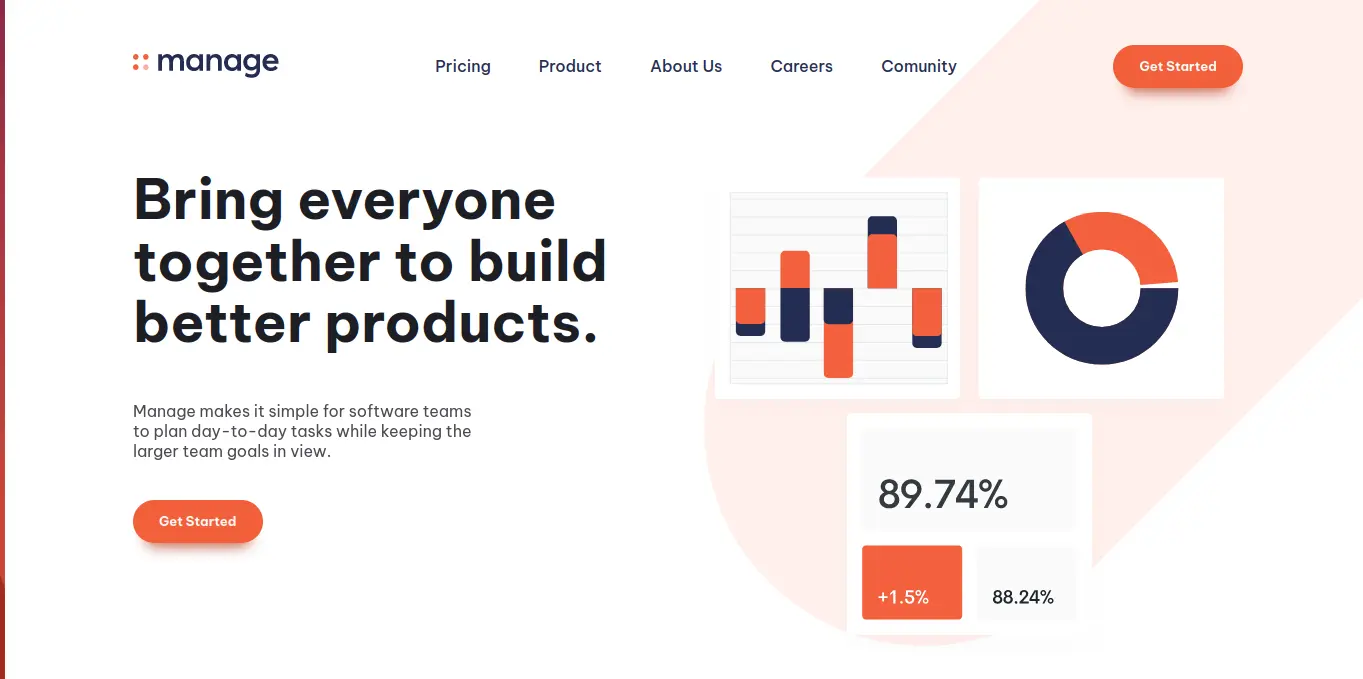 manage
Pricing
Product
About Us
Careers
Comunity
Get Started
Bring everyone
together to build
better products.
Manage makes it simple for software teams
to plan day-to-day tasks while keeping the
larger team goals in view.
Get Started
89.74%
+1.5%
88.24%